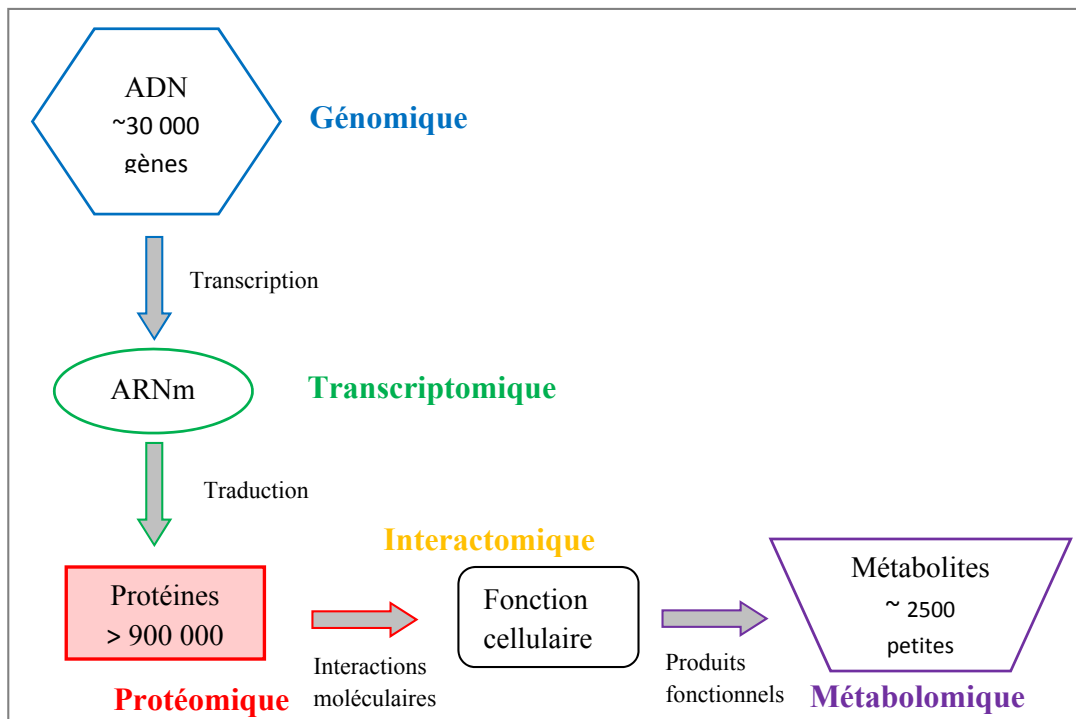 ADN
~30 000
gènes
Génomique
Transcription
ARNm
Transcriptomique
Traduction
Interactomique
Protéines
> 900 000
Fonction
cellulaire
Métabolites
~ 2500
petites
Interactions
moléculaires
Produits
fonctionnels
Protéomique
Métabolomique